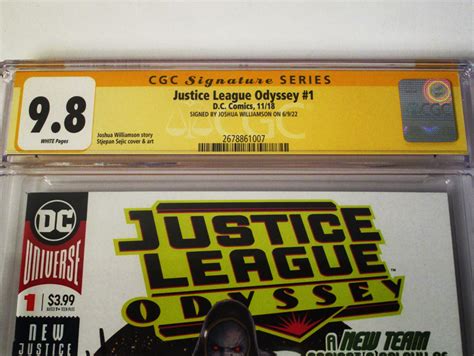 CGC Signature SERIES
9.8
WHITE Pages
Justice League Odyssey #1
D.C. Comics, 11/18
SIGNED BY JOSHUA WILLIAMSON ON 6/9/22
Joshua Williamson story
Stjepan Sejic cover & art
2678861007
CGC
DC
UNIVERSE
1 $3.99
NEW
JUSTICE
JUSTICE
LEAGUE
ODYSSEY
A NEW TEAM